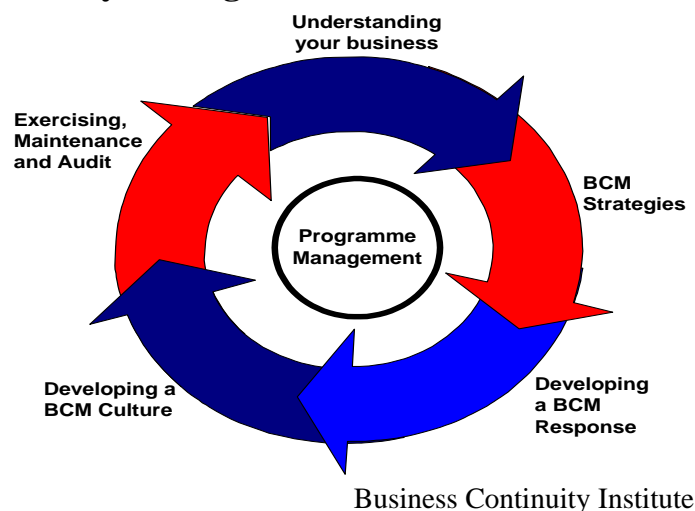 Understanding
your business
Exercising,
Maintenance
and Audit
BCM
Strategies
Programme
Management
Developing a
BCM Culture
Developing
a BCM
Response
Business Continuity Institute